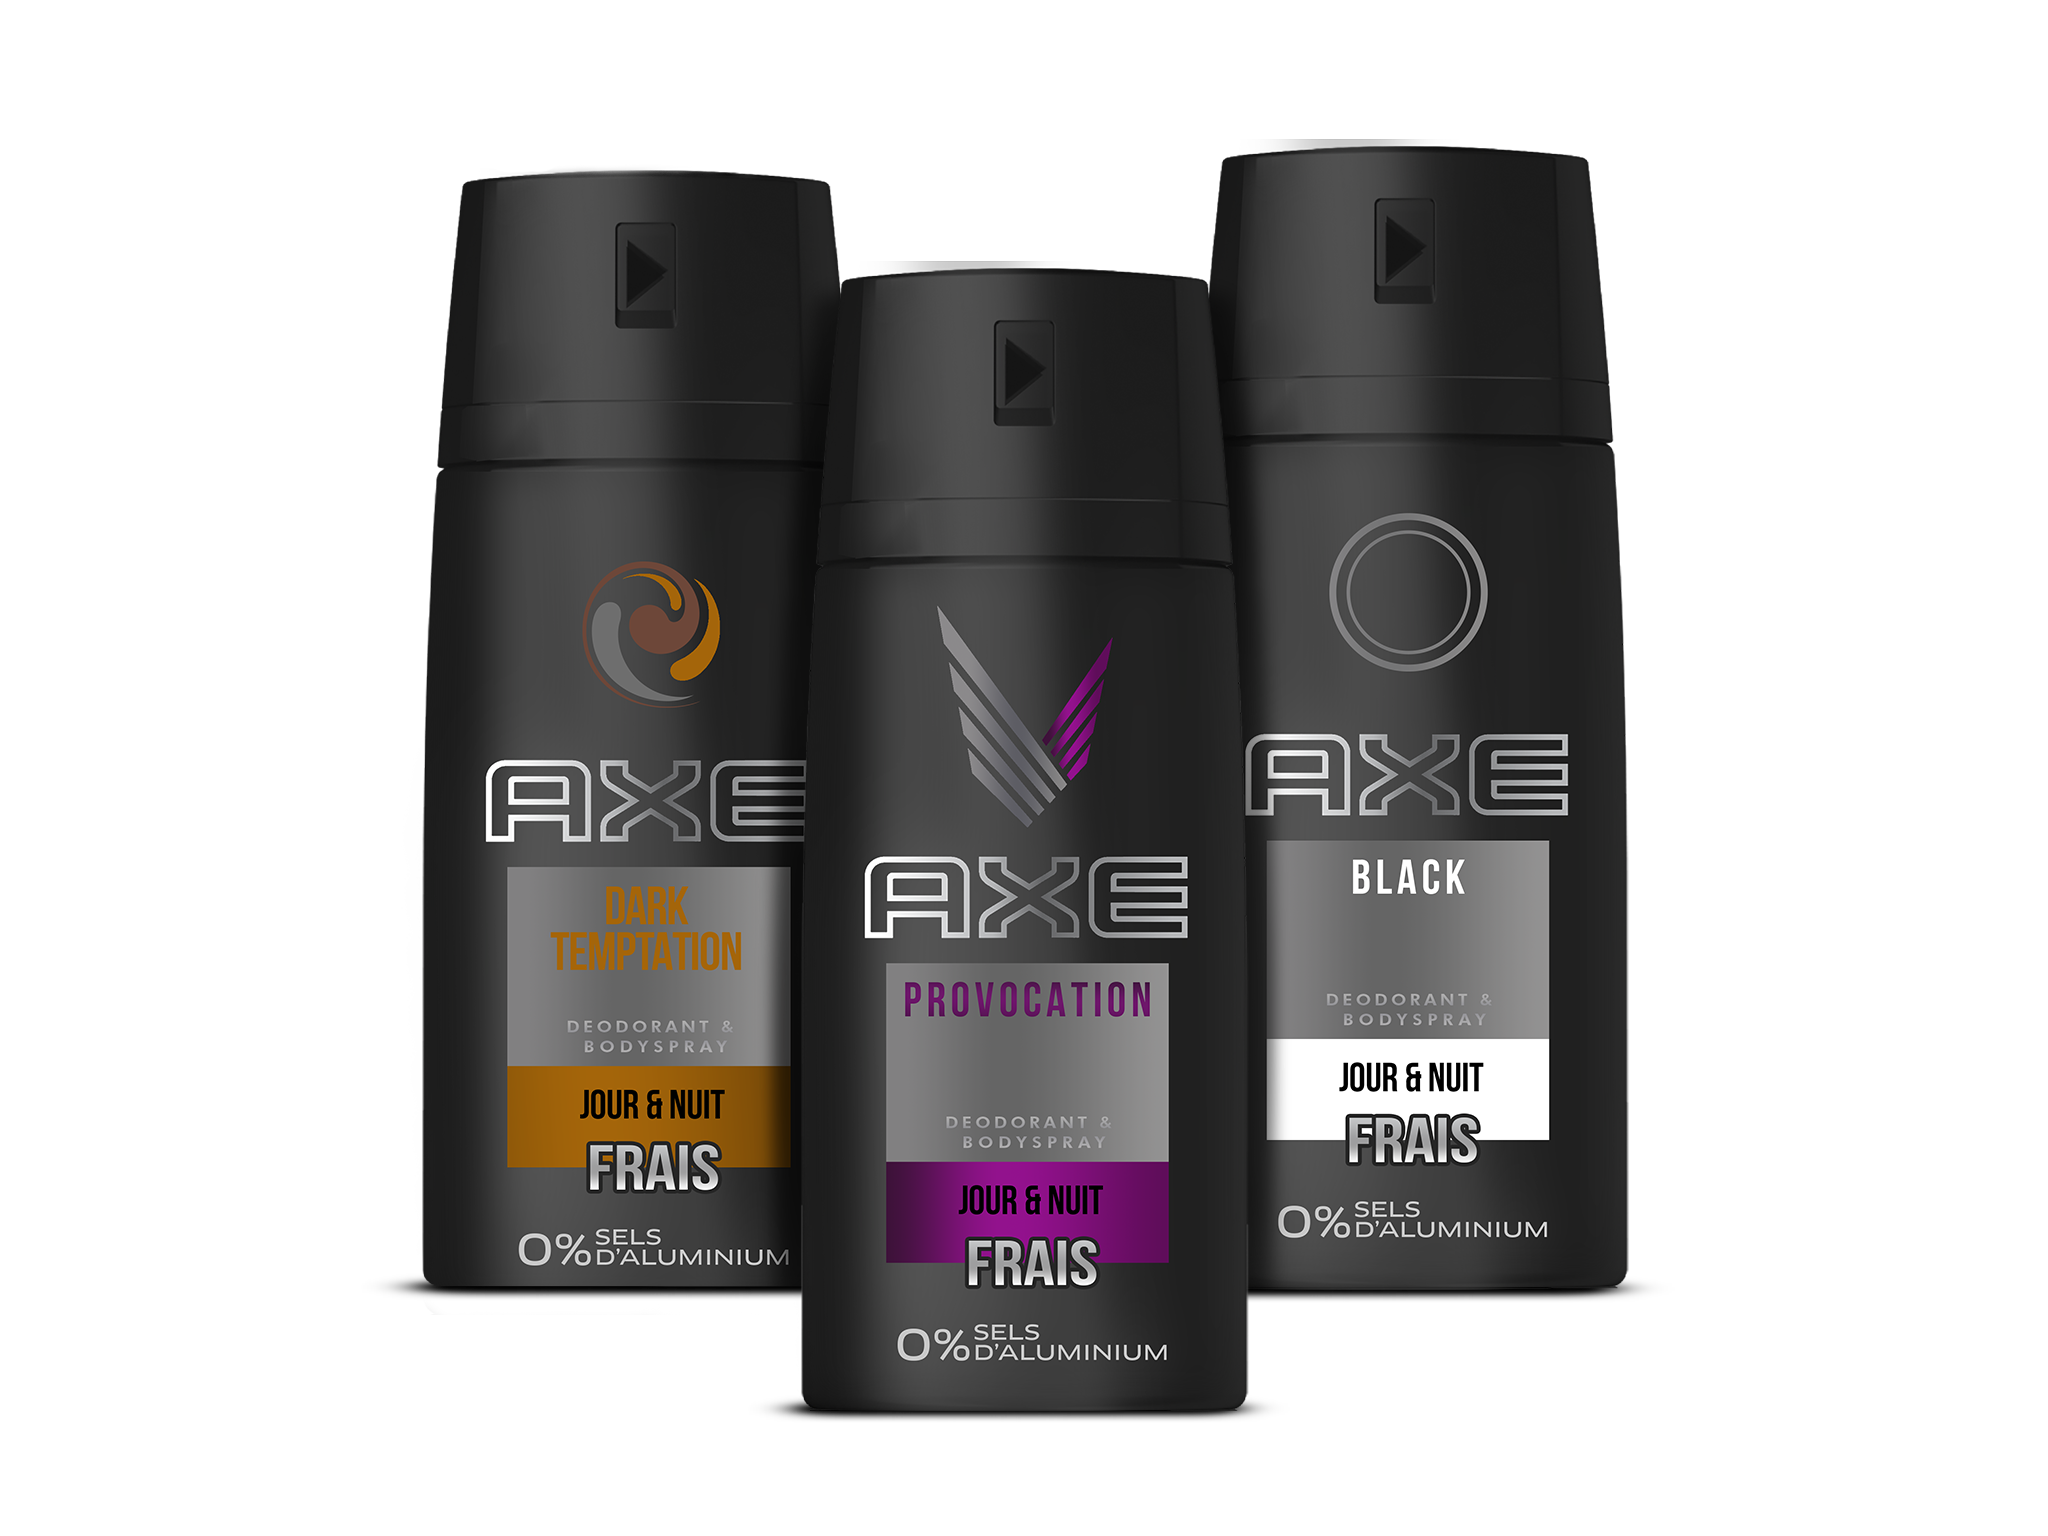 AXE
DARK
TEMPTATION
DEODORANT &
BODYSPRAY
JOUR & NUIT
FRAIS
0% SELS
D'ALUMINIUM
AXE
PROVOCATION
DEODORANT &
BODYSPRAY
JOUR & NUIT
FRAIS
0% SELS
D'ALUMINIUM
AXE
BLACK
DEODORANT &
BODYSPRAY
JOUR & NUIT
FRAIS
0% SELS
D'ALUMINIUM